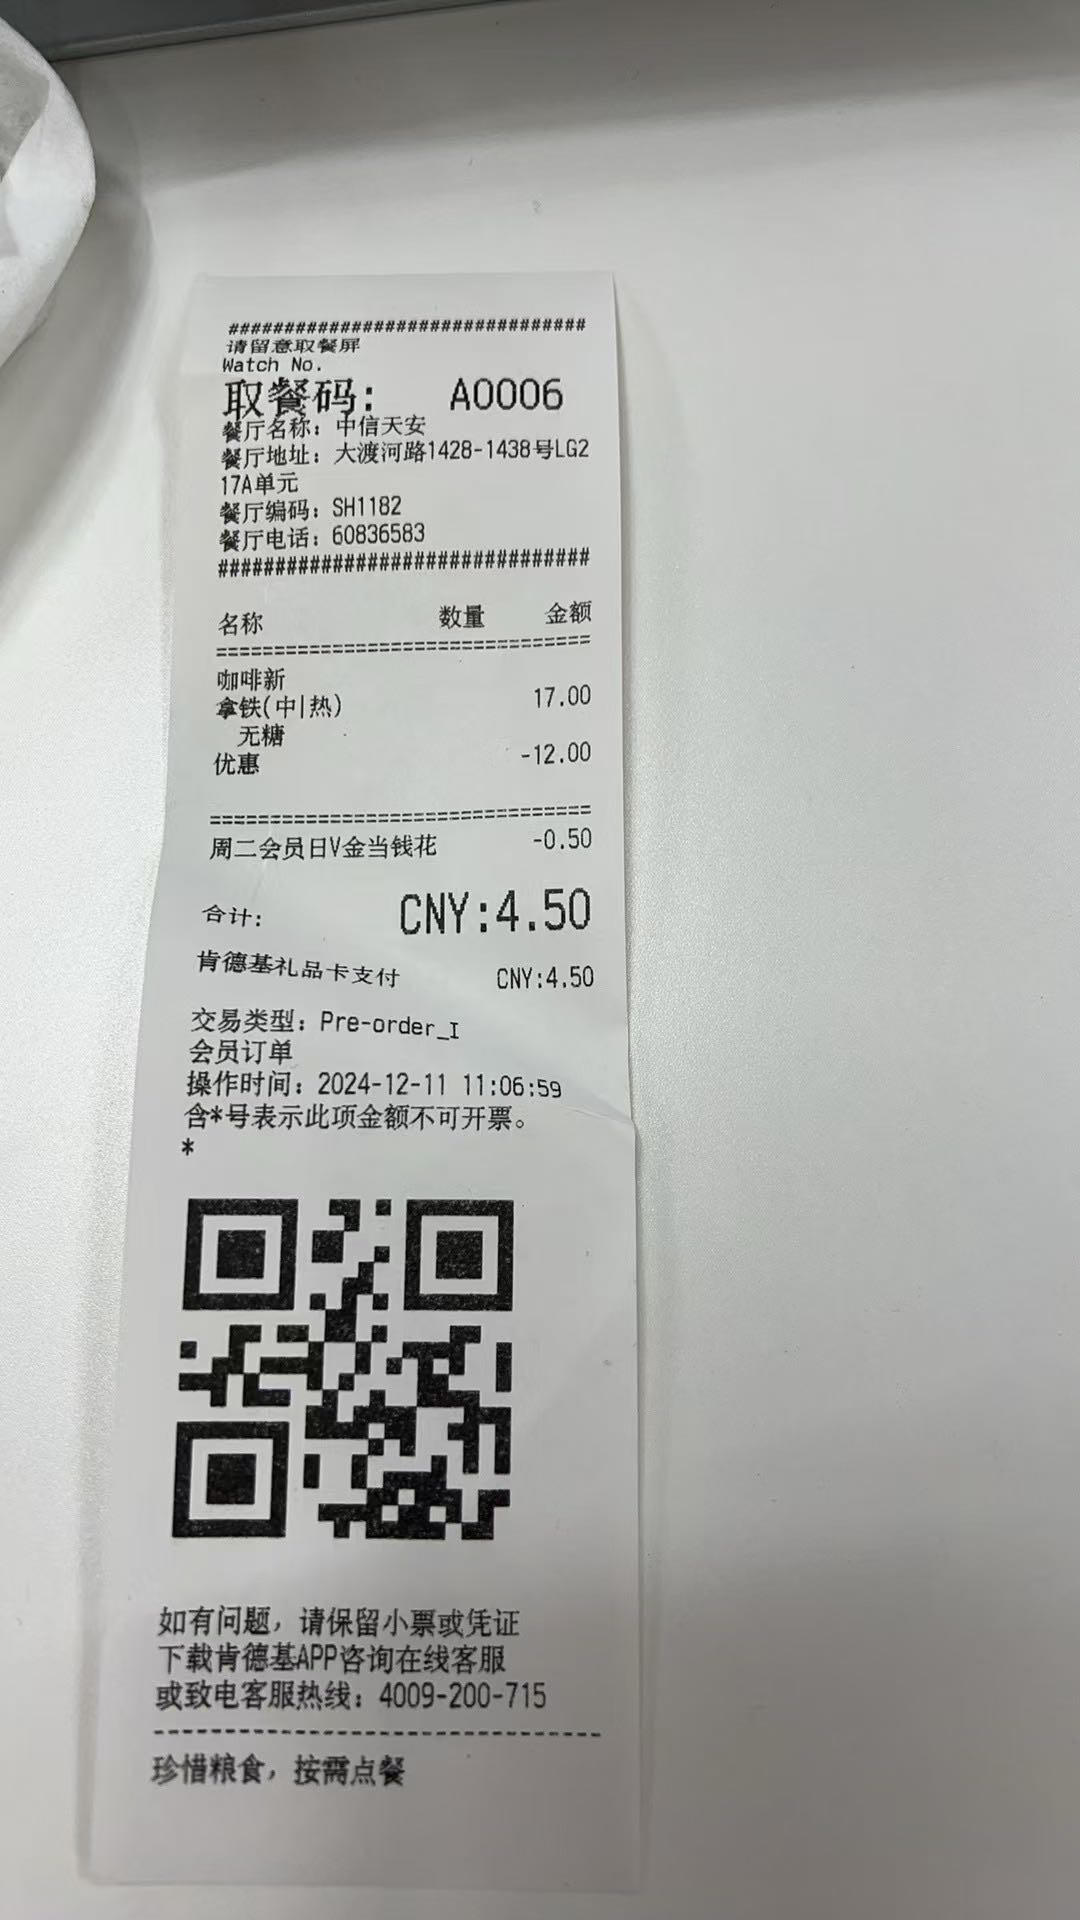 ################################
请留意取餐屏
Watch No.
取餐码： A0006
餐厅名称：中信天安
餐厅地址：大渡河路1428-1438号LG2
17A单元
餐厅编码：SH1182
餐厅电话：60836583
################################
名称 数量 金额
================================
咖啡新
拿铁(中|热) 17.00
无糖
优惠 -12.00
================================
周二会员日V金当钱花 -0.50
合计： CNY:4.50
肯德基礼品卡支付 CNY:4.50
交易类型：Pre-order_I
会员订单
操作时间：2024-12-11 11:06:59
含*号表示此项金额不可开票。
*
如有问题，请保留小票或凭证
下载肯德基APP咨询在线客服
或致电客服热线：4009-200-715
--------------------------------
珍惜粮食，按需点餐